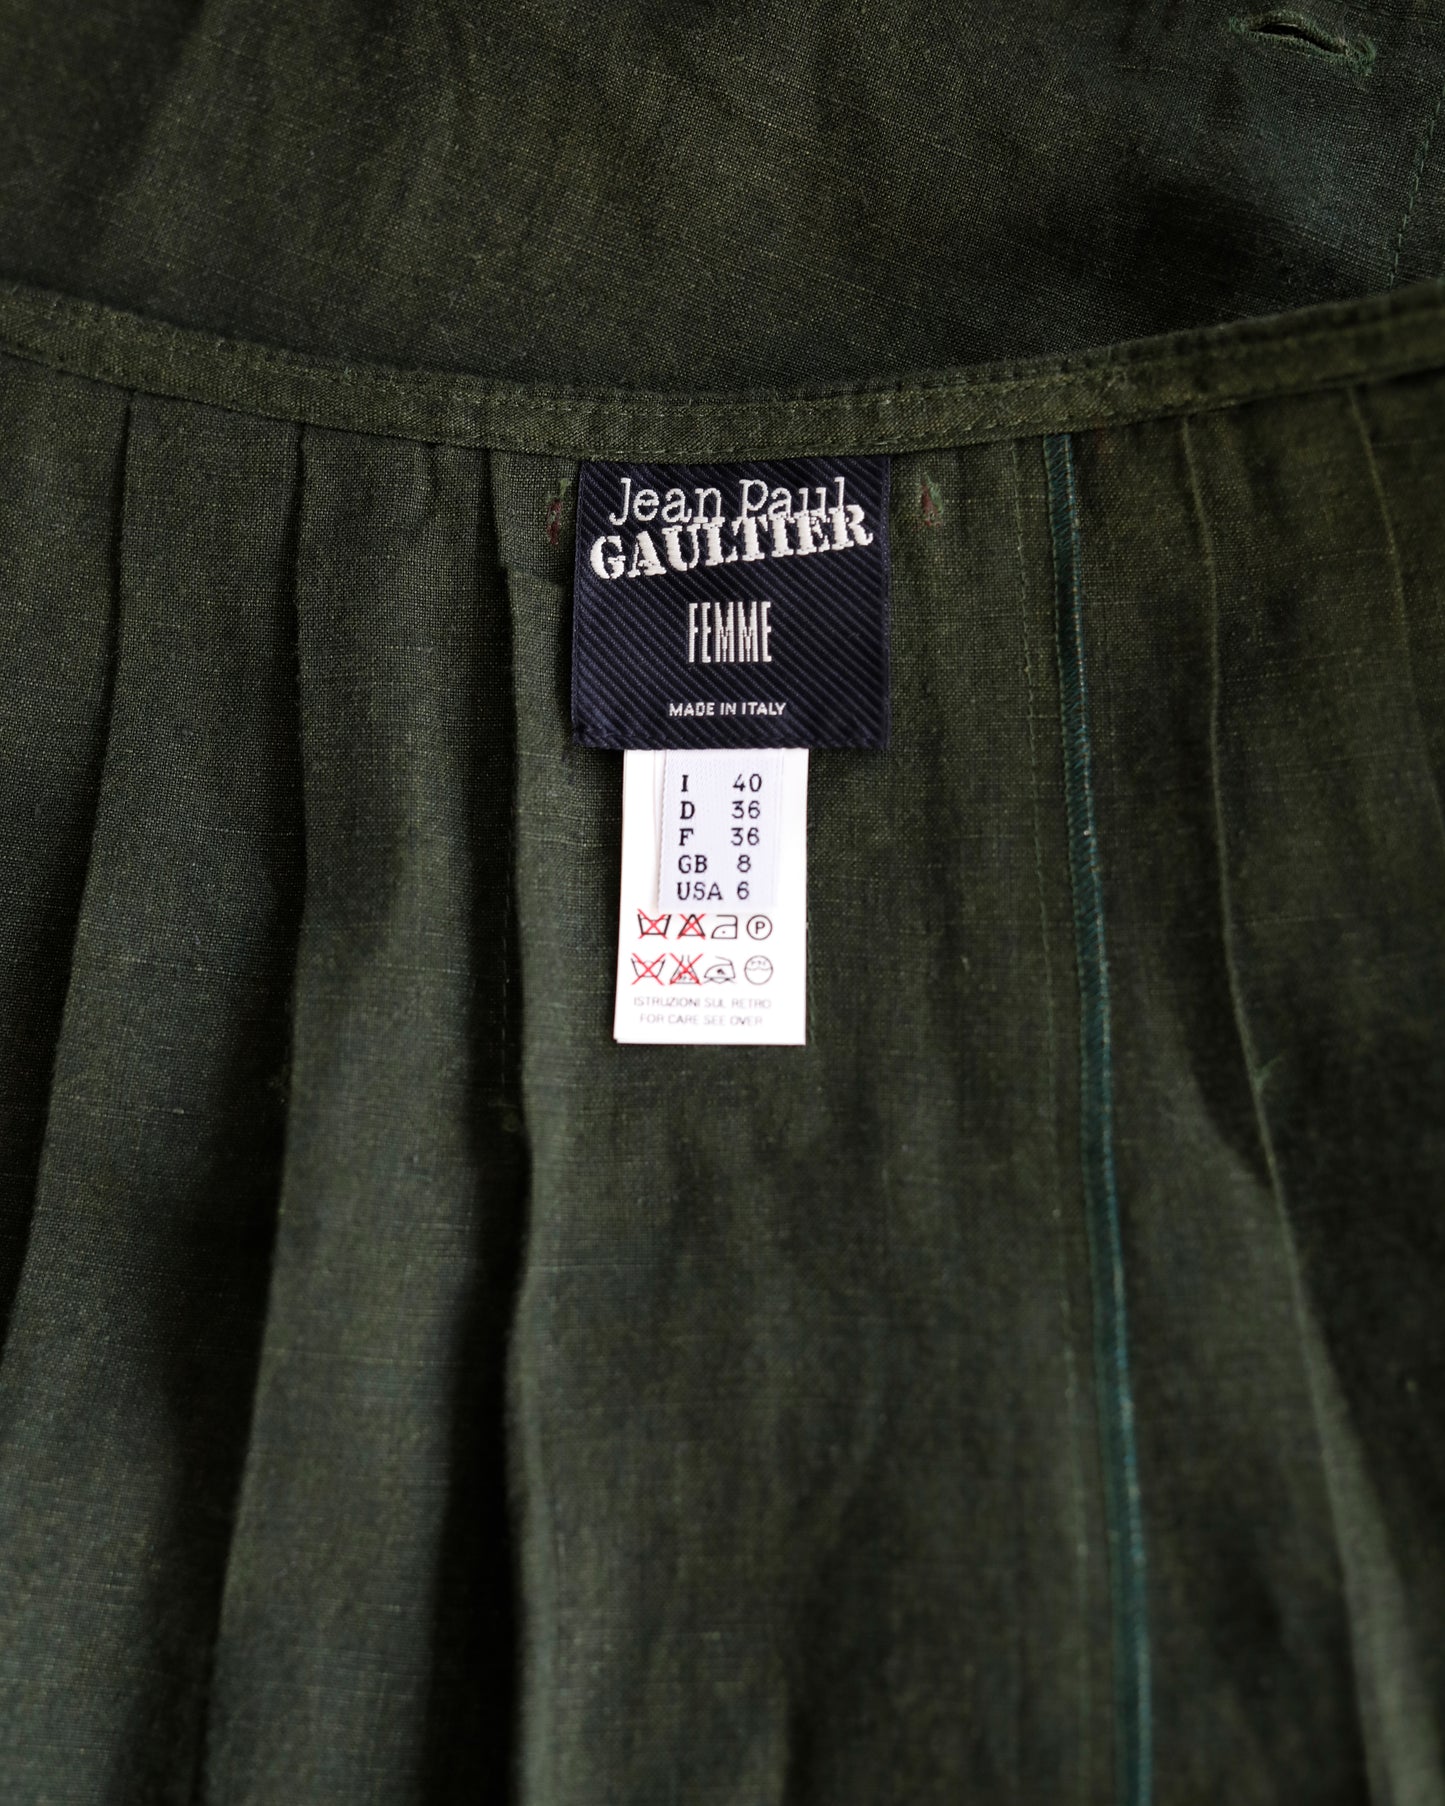 Jean Paul
GAULTIER
FEMME
MADE IN ITALY
I 40
D 36
F 36
GB 8
USA 6
P
ISTRUZIONI SUL RETRO
FOR CARE SEE OVER